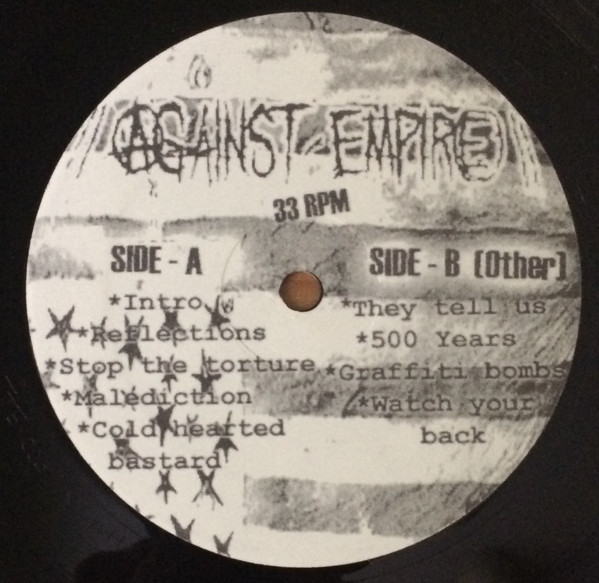 AGAINST EMPIRE
33 RPM
SIDE - A
*Intro
*Reflections
*Stop the torture
*Malediction
*Cold hearted
bastard
SIDE - B (Other)
*They tell us
*500 Years
*Graffiti bombs
*Watch your
back